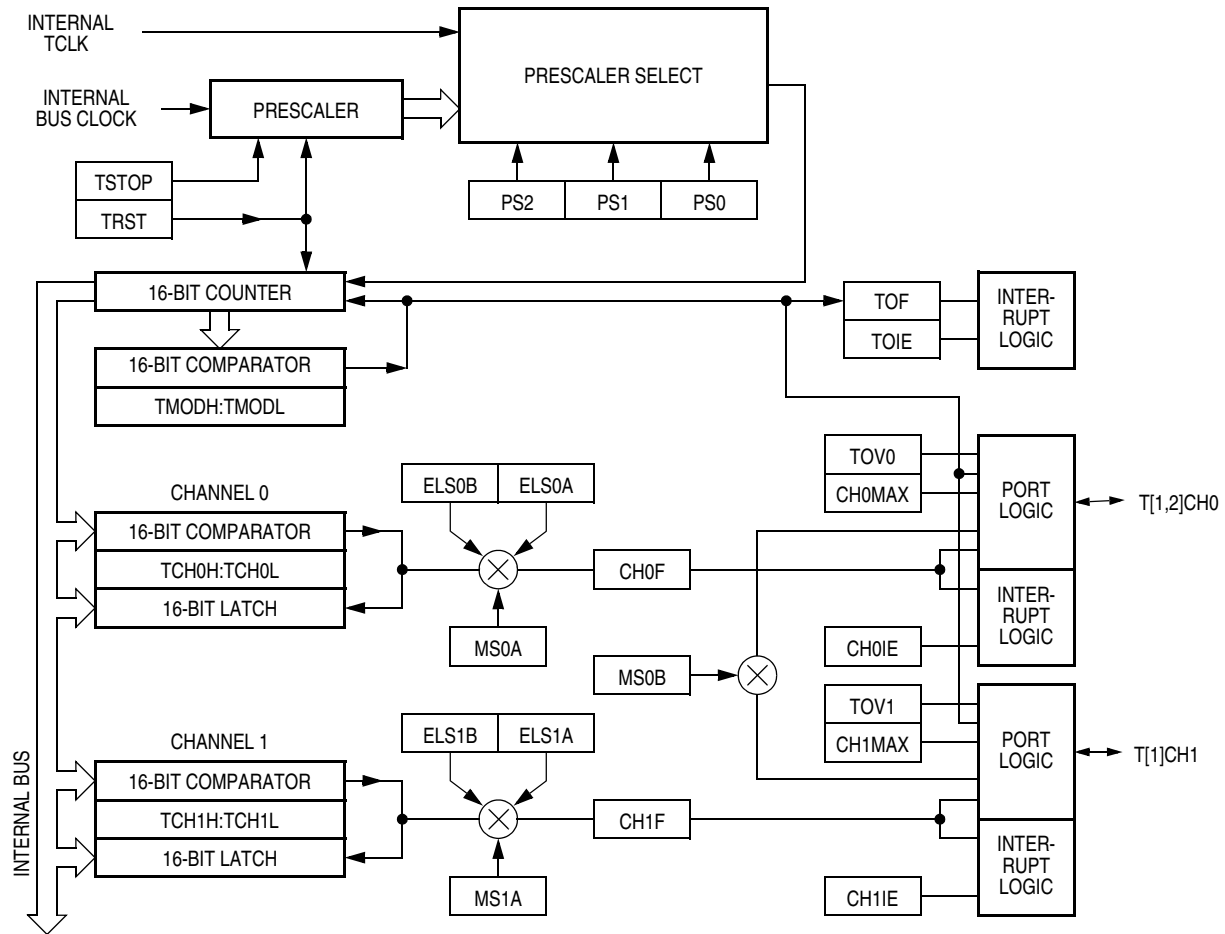 INTERNAL
TCLK
PRESCALER SELECT
INTERNAL
BUS CLOCK
PRESCALER
TSTOP
TRST
PS2
PS1
PS0
16-BIT COUNTER
TOF
TOIE
INTER-
RUPT
LOGIC
16-BIT COMPARATOR
TMODH:TMODL
TOV0
CH0MAX
PORT
LOGIC
T[1,2]CH0
ELS0B
ELS0A
CHANNEL 0
16-BIT COMPARATOR
TCH0H:TCH0L
16-BIT LATCH
CH0F
MS0A
INTER-
RUPT
LOGIC
CH0IE
MS0B
TOV1
CH1MAX
PORT
LOGIC
T[1]CH1
ELS1B
ELS1A
CHANNEL 1
16-BIT COMPARATOR
TCH1H:TCH1L
16-BIT LATCH
CH1F
MS1A
INTER-
RUPT
LOGIC
CH1IE
INTERNAL BUS